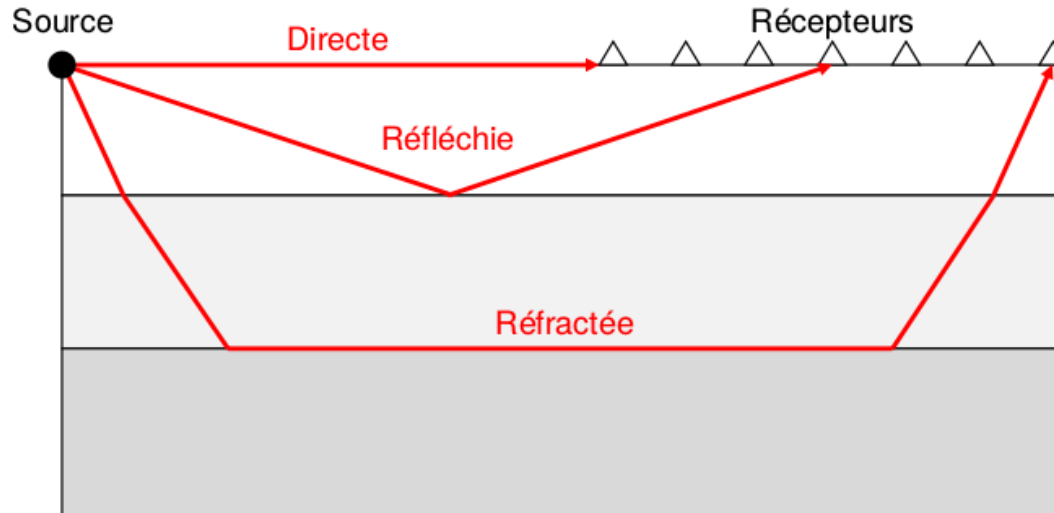 Source
Récepteurs
Directe
Réfléchie
Réfractée